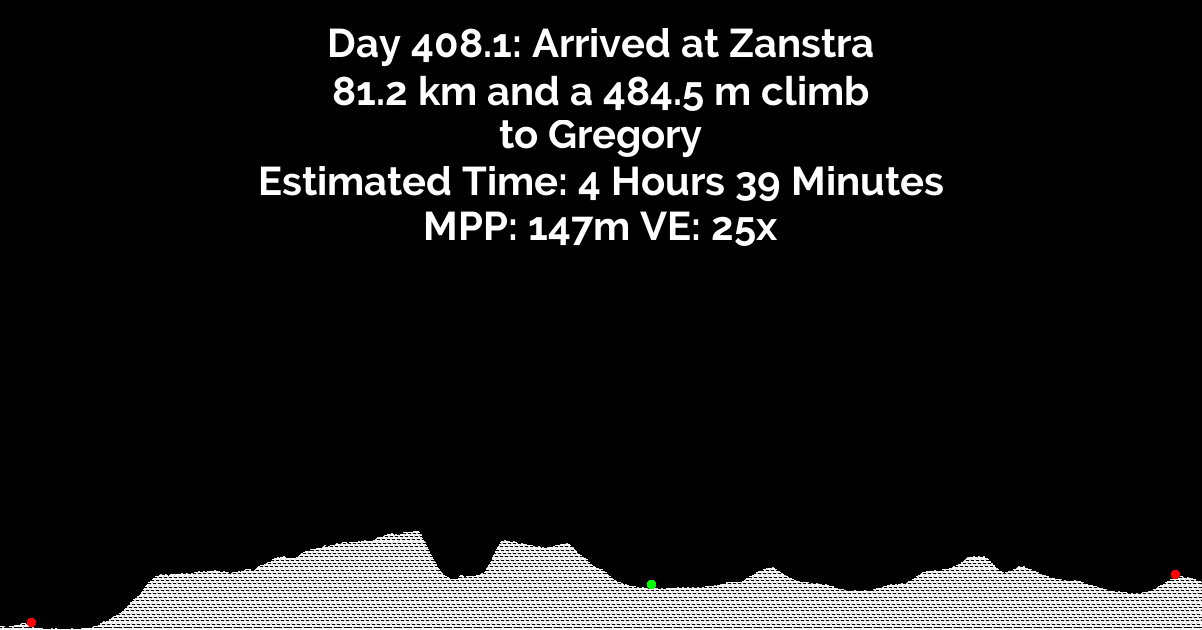 Day 408.1: Arrived at Zanstra
81.2 km and a 484.5 m climb
to Gregory
Estimated Time: 4 Hours 39 Minutes
MPP: 147m VE: 25x